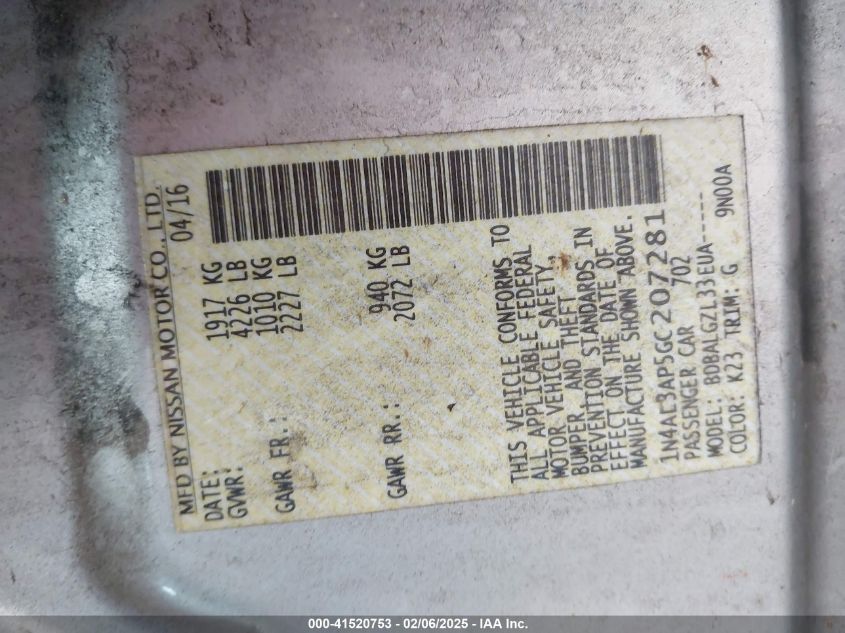 MFD BY NISSAN MOTOR CO., LTD.
DATE: 04/16
GVWR: 1917 KG
4226 LB
GAWR FR.: 1010 KG
2227 LB
GAWR RR.: 940 KG
2072 LB
THIS VEHICLE CONFORMS TO
ALL APPLICABLE FEDERAL
MOTOR VEHICLE SAFETY,
BUMPER, AND THEFT
PREVENTION STANDARDS IN
EFFECT ON THE DATE OF
MANUFACTURE SHOWN ABOVE.
1N4AL3AP5GC207281
PASSENGER CAR 702
MODEL: BDBALGZL33EUA-----
COLOR: K23 TRIM: G 9N00A
000-41520753 - 02/06/2025 - IAA Inc.